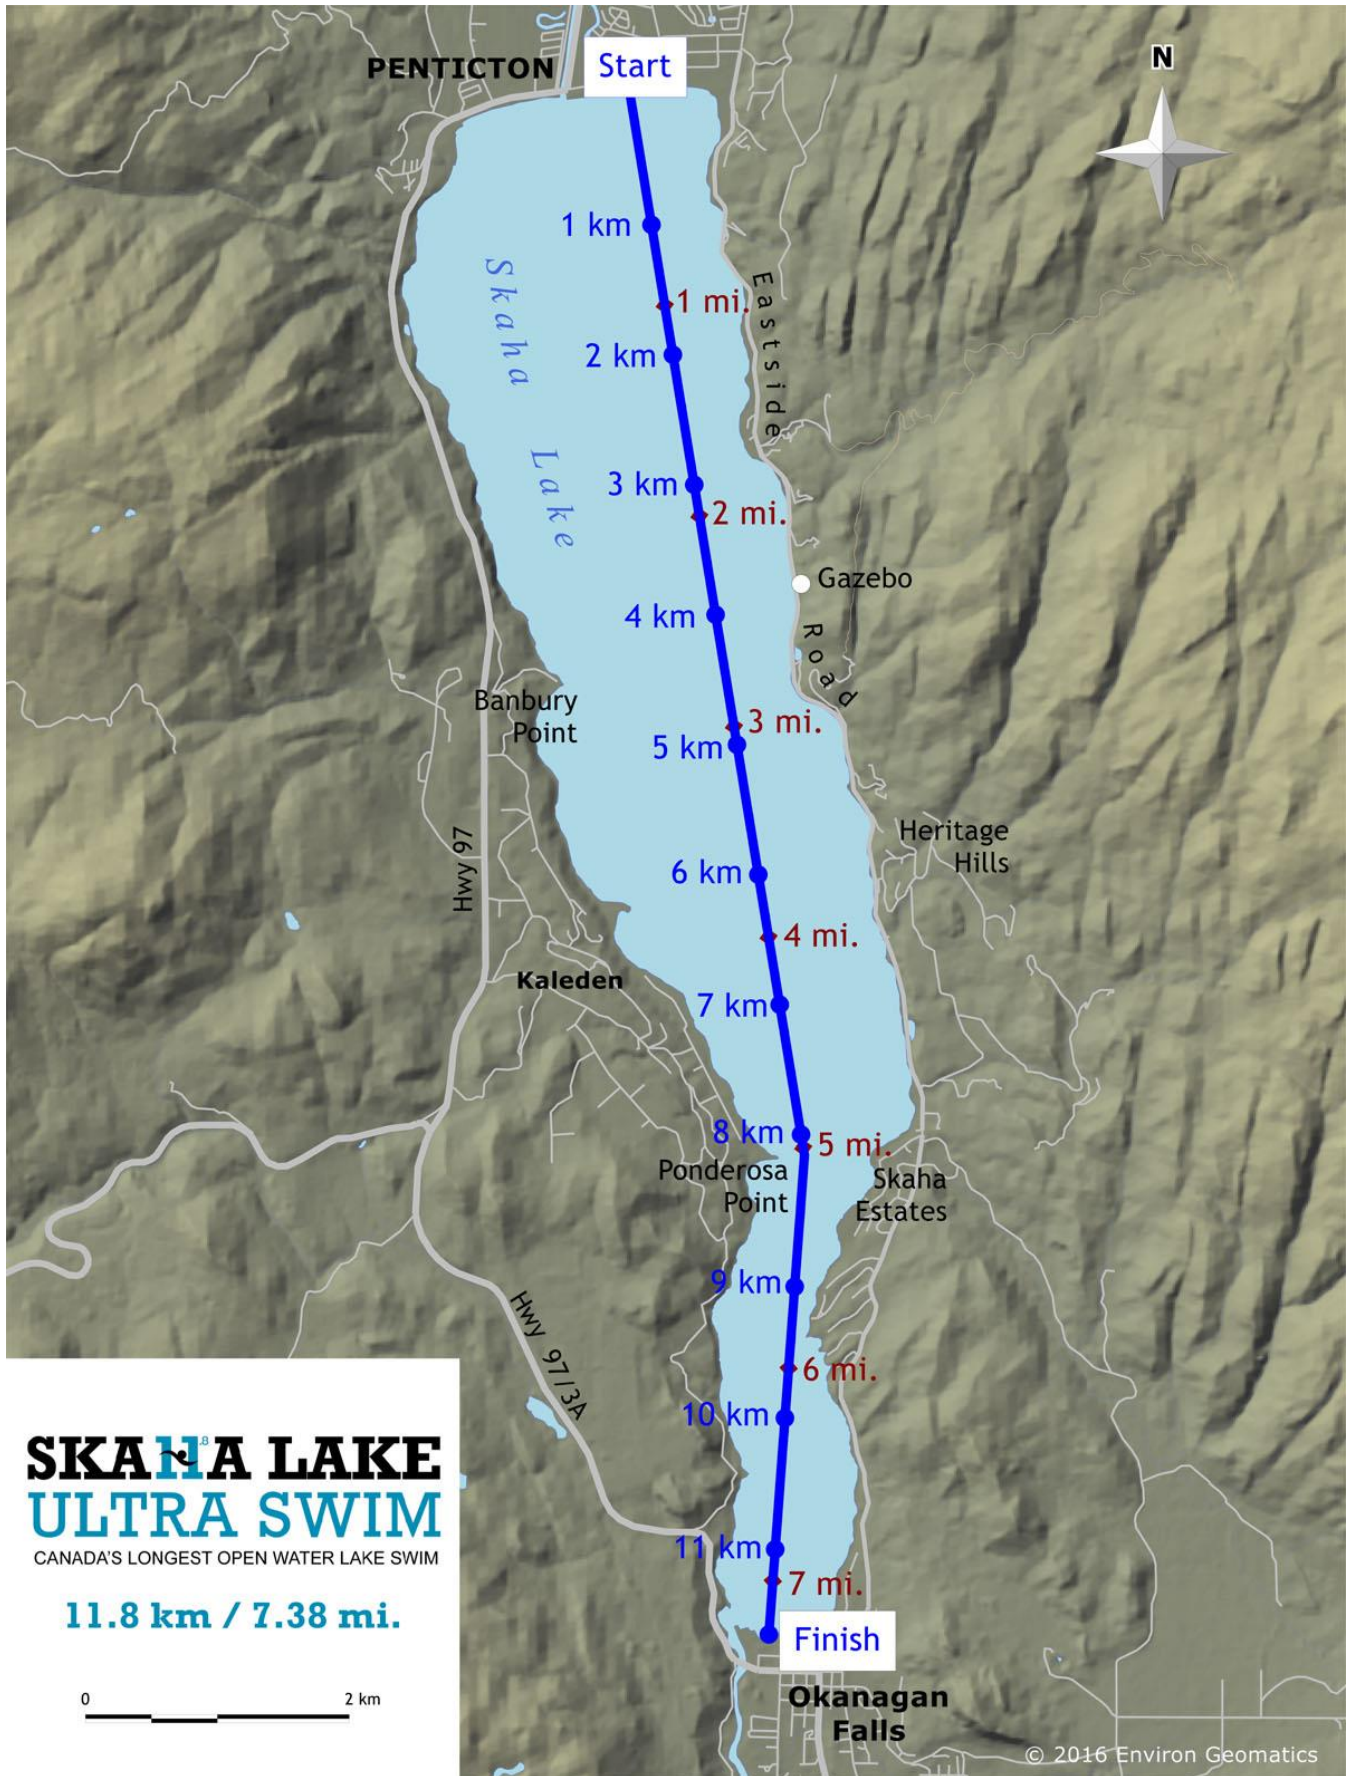 PENTICTON
Start
N
1 km
Skaha
Lake
1 mi.
Eastside
2 km
3 km
2 mi.
Gazebo
4 km
Road
Banbury
Point
3 mi.
5 km
Heritage
Hills
Hwy 97
6 km
4 mi.
Kaleden
7 km
8 km
5 mi.
Ponderosa
Point
Skaha
Estates
9 km
Hwy 97/3A
6 mi.
10 km
11 km
7 mi.
Finish
Okanagan
Falls
SKAHA LAKE
.8
ULTRA SWIM
CANADA'S LONGEST OPEN WATER LAKE SWIM
11.8 km / 7.38 mi.
0 2 km
© 2016 Environ Geomatics